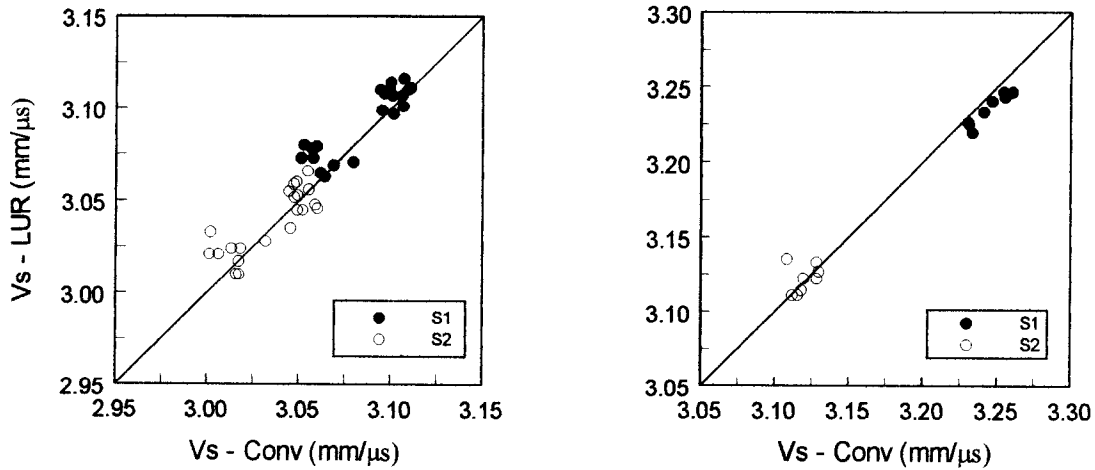 3.15
3.10
3.05
3.00
2.95
Vs - LUR (mm/μs)
S1
S2
2.95 3.00 3.05 3.10 3.15
Vs - Conv (mm/μs)
3.30
3.25
3.20
3.15
3.10
3.05
S1
S2
3.05 3.10 3.15 3.20 3.25 3.30
Vs - Conv (mm/μs)